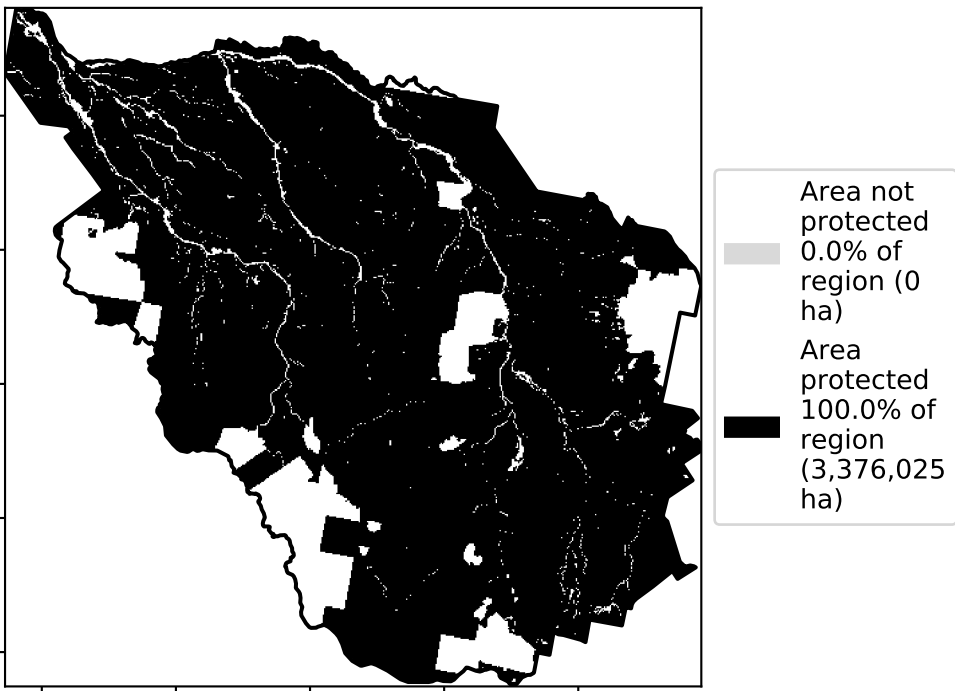 Area not
protected
0.0% of
region (0
ha)
Area
protected
100.0% of
region
(3,376,025
ha)